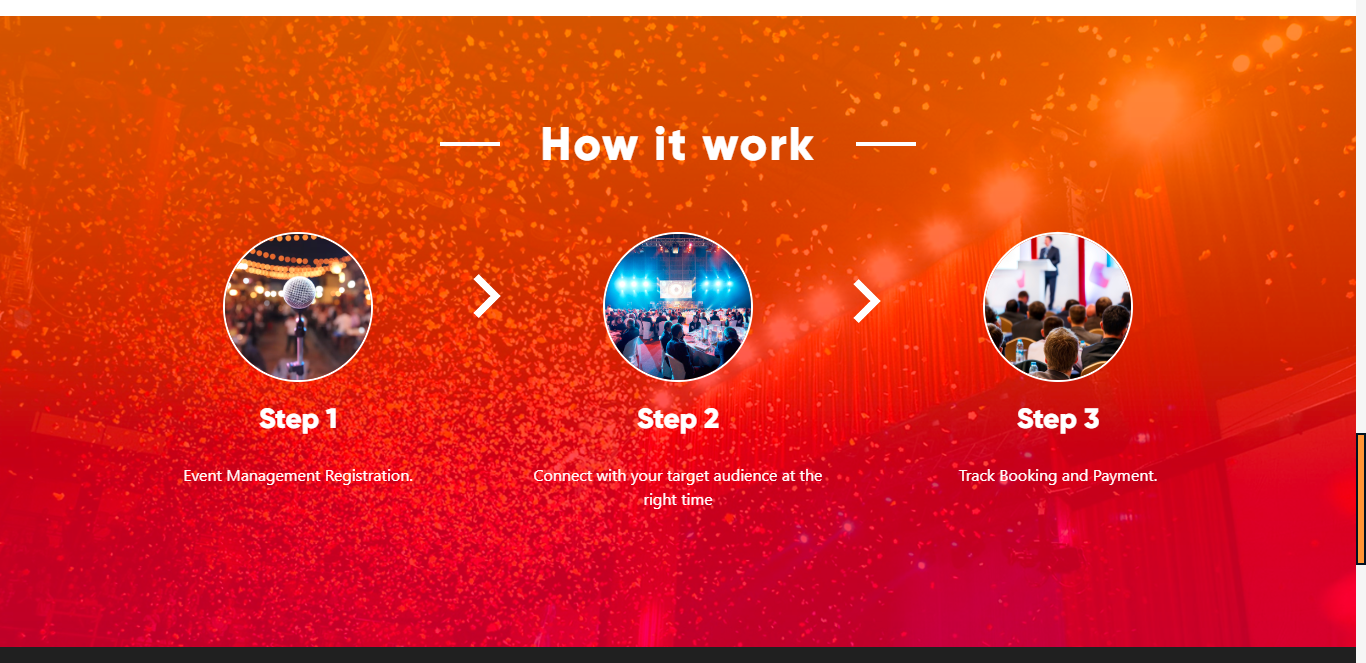 How it work
Step 1
Step 2
Step 3
Event Management Registration.
Connect with your target audience at the
right time
Track Booking and Payment.